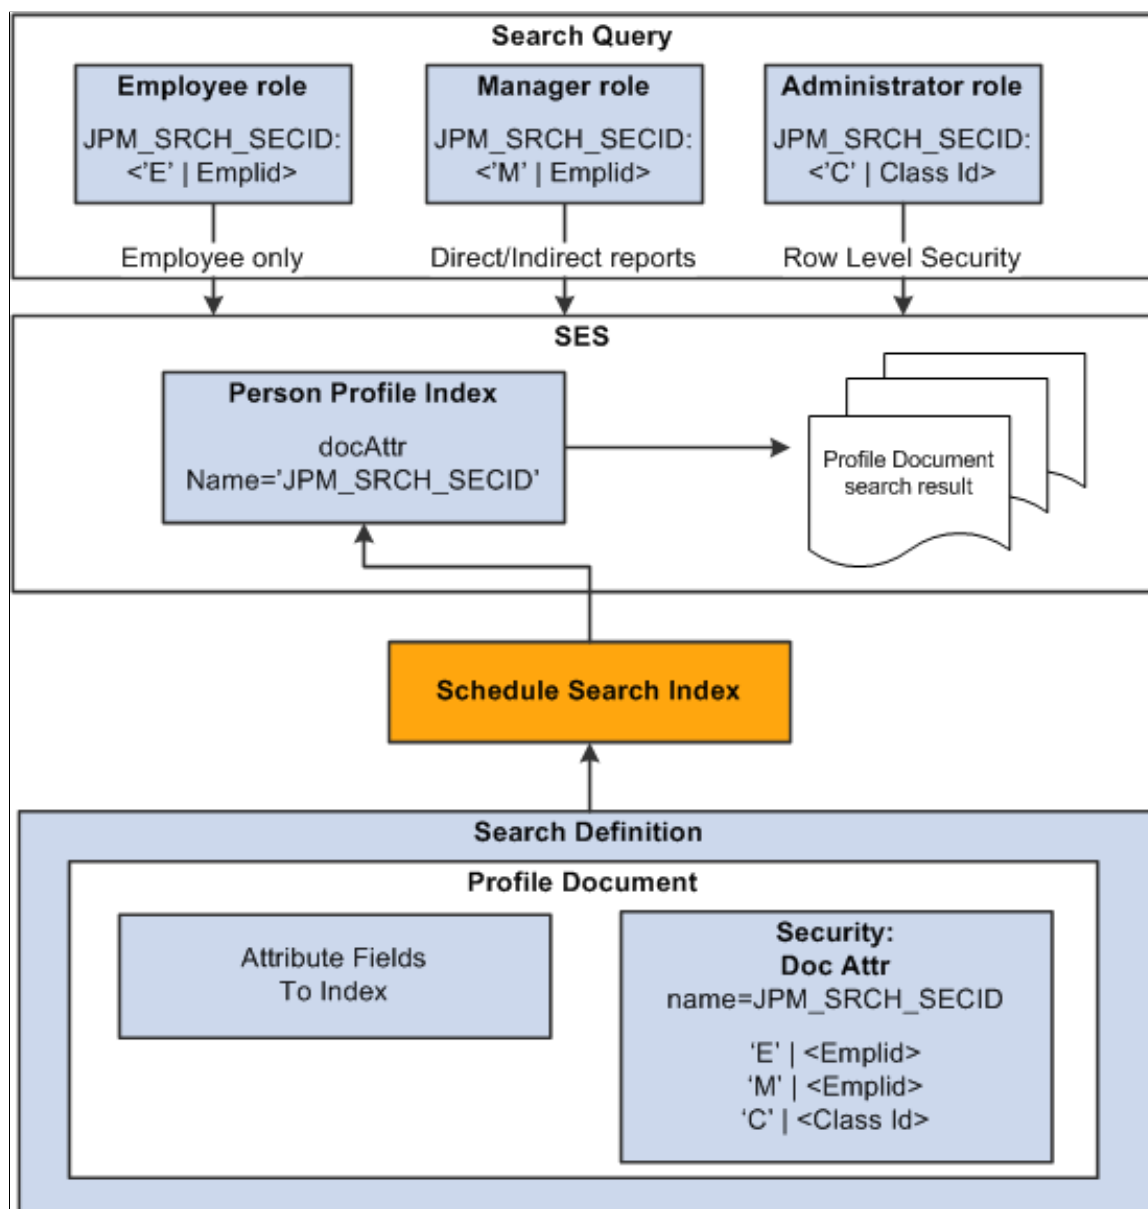 Search Query
Employee role
JPM_SRCH_SECID:
<’E’ | Emplid>
Manager role
JPM_SRCH_SECID:
<’M’ | Emplid>
Administrator role
JPM_SRCH_SECID:
<’C’ | Class Id>
Employee only
Direct/Indirect reports
Row Level Security
SES
Person Profile Index
docAttr
Name=’JPM_SRCH_SECID’
Profile Document
search result
Schedule Search Index
Search Definition
Profile Document
Attribute Fields
To Index
Security:
Doc Attr
name=JPM_SRCH_SECID
‘E’ | <Emplid>
‘M’ | <Emplid>
‘C’ | <Class Id>